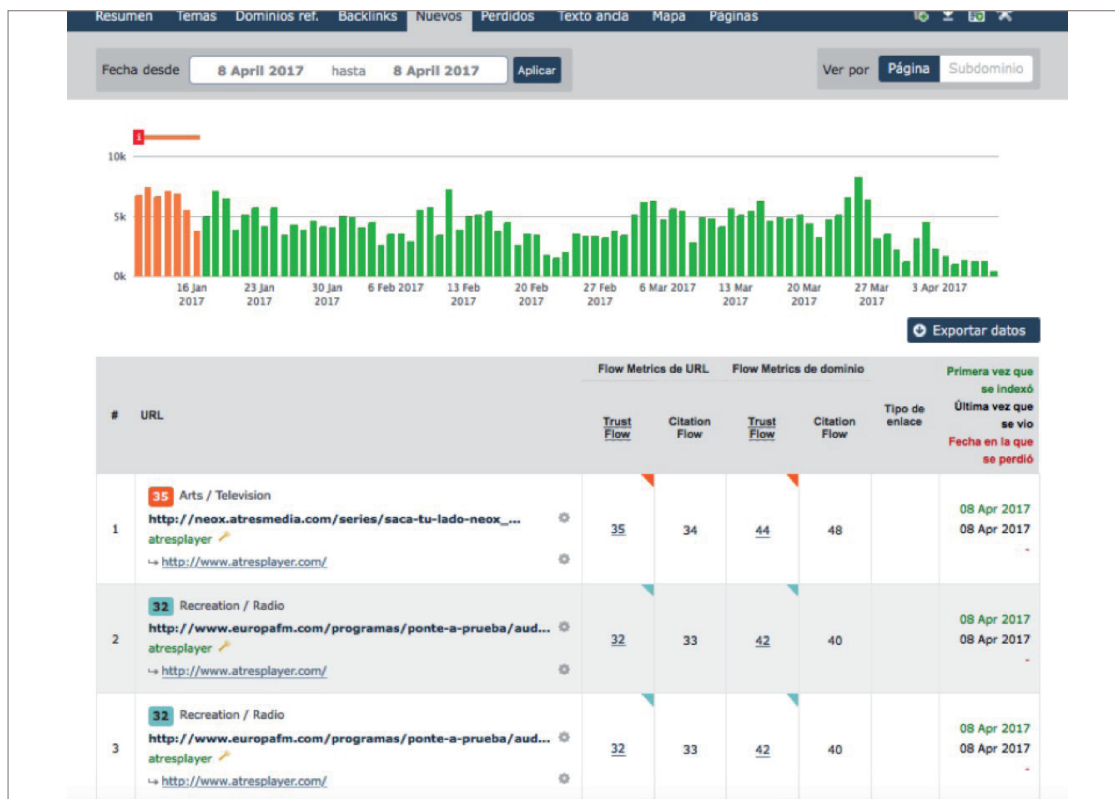 Resumen Temas Dominios ref. Backlinks Nuevos Perdidos Texto ancla Mapa Páginas
Fecha desde 8 April 2017 hasta 8 April 2017 Aplicar Ver por Página Subdominio
1
10k
5k
0k
16 Jan 2017
23 Jan 2017
30 Jan 2017
6 Feb 2017
13 Feb 2017
20 Feb 2017
27 Feb 2017
6 Mar 2017
13 Mar 2017
20 Mar 2017
27 Mar 2017
3 Apr 2017
Exportar datos
Flow Metrics de URL Flow Metrics de dominio
# URL
Trust Flow
Citation Flow
Trust Flow
Citation Flow
Tipo de enlace
Primera vez que se indexó
Última vez que se vio
Fecha en la que se perdió
1
35 Arts / Television
http://neox.atresmedia.com/series/saca-tu-lado-neox_...
atresplayer
http://www.atresplayer.com/
35 34 44 48
08 Apr 2017
08 Apr 2017
-
2
32 Recreation / Radio
http://www.europafm.com/programas/ponte-a-prueba/aud...
atresplayer
http://www.atresplayer.com/
32 33 42 40
08 Apr 2017
08 Apr 2017
-
3
32 Recreation / Radio
http://www.europafm.com/programas/ponte-a-prueba/aud...
atresplayer
http://www.atresplayer.com/
32 33 42 40
08 Apr 2017
08 Apr 2017
-